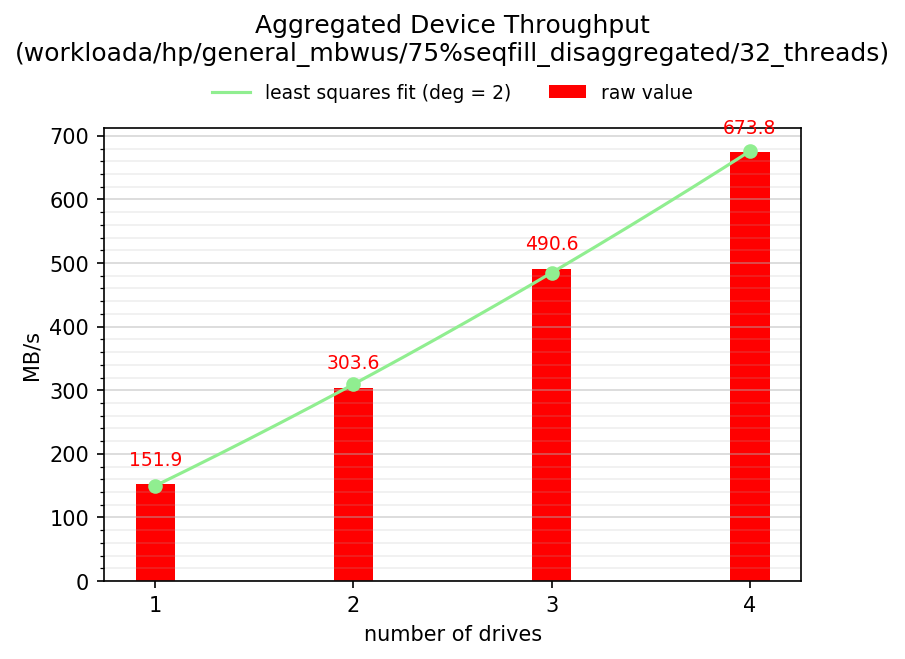 Aggregated Device Throughput
(workloada/hp/general_mbwus/75%seqfill_disaggregated/32_threads)
least squares fit (deg = 2)
raw value
673.8
490.6
303.6
151.9
700
600
500
400
300
200
100
0
MB/s
1
2
3
4
number of drives